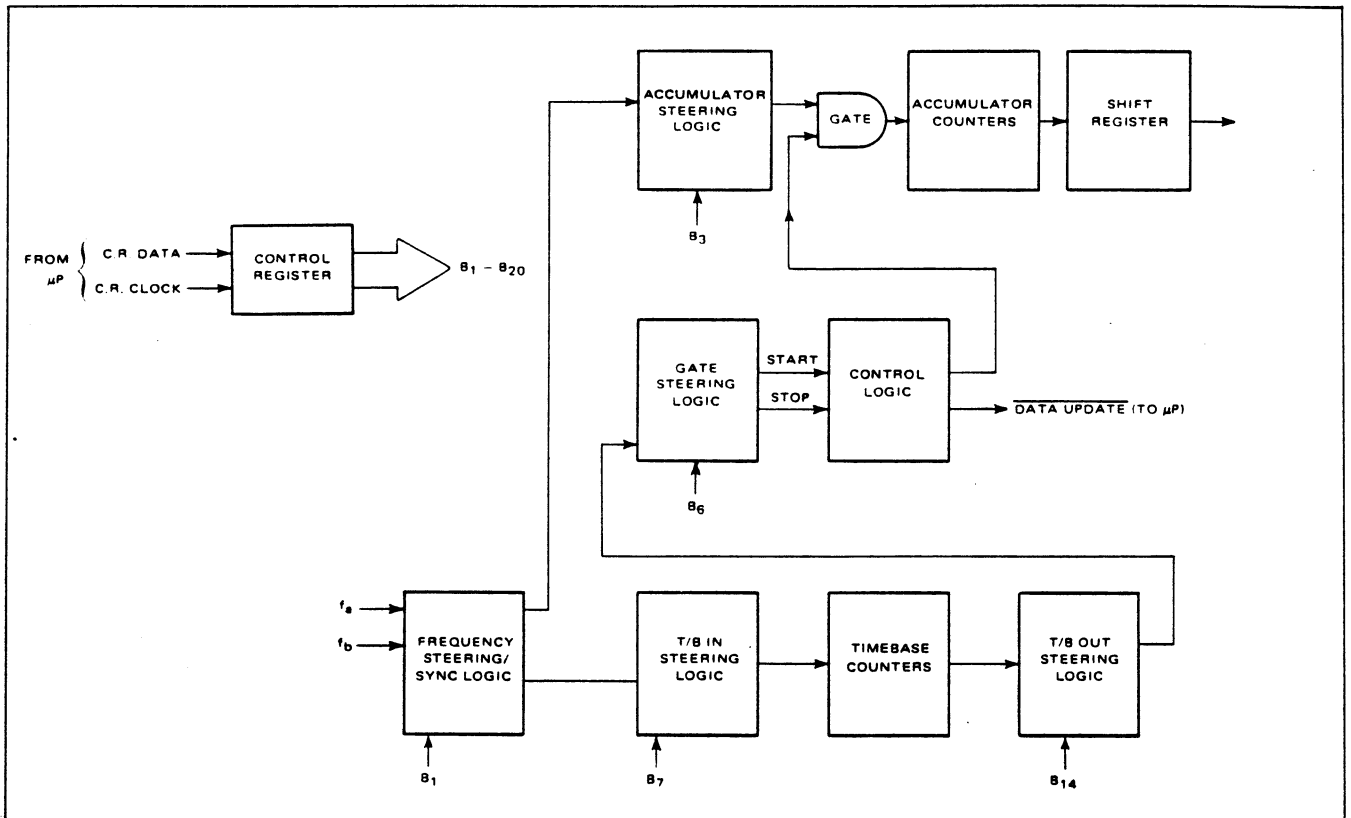 ACCUMULATOR
STEERING
LOGIC
GATE
ACCUMULATOR
COUNTERS
SHIFT
REGISTER
B3
FROM
μP
C.R. DATA
C.R. CLOCK
CONTROL
REGISTER
B1 – B20
GATE
STEERING
LOGIC
START
STOP
CONTROL
LOGIC
DATA UPDATE (TO μP)
B6
fa
fb
FREQUENCY
STEERING/
SYNC LOGIC
T/B IN
STEERING
LOGIC
TIMEBASE
COUNTERS
T/B OUT
STEERING
LOGIC
B1
B7
B14